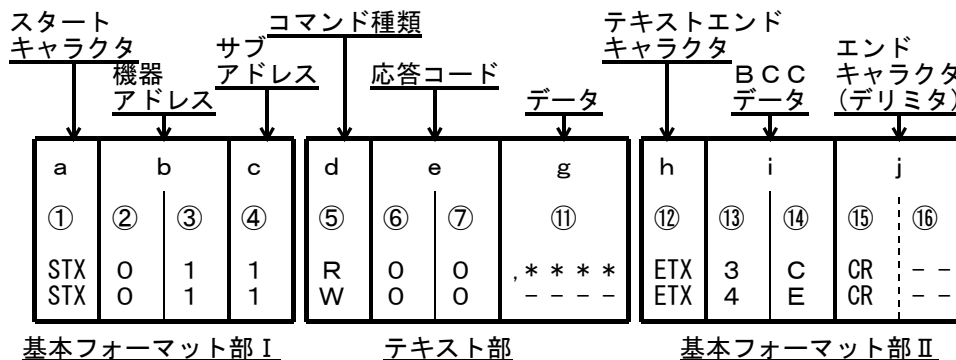 スタート
キャラクタ
機器
アドレス
サブ
アドレス
コマンド種類
応答コード
データ
テキストエンド
キャラクタ
ＢＣＣ
データ
エンド
キャラクタ
(デリミタ)
a b c d e g h i j
① ② ③ ④ ⑤ ⑥ ⑦ ⑪ ⑫ ⑬ ⑭ ⑮ ⑯
STX 0 1 1 R 0 0 ,＊＊＊＊ ETX 3 C CR － －
STX 0 1 1 W 0 0 －－－－ ETX 4 E CR － －
基本フォーマット部Ⅰ テキスト部 基本フォーマット部Ⅱ